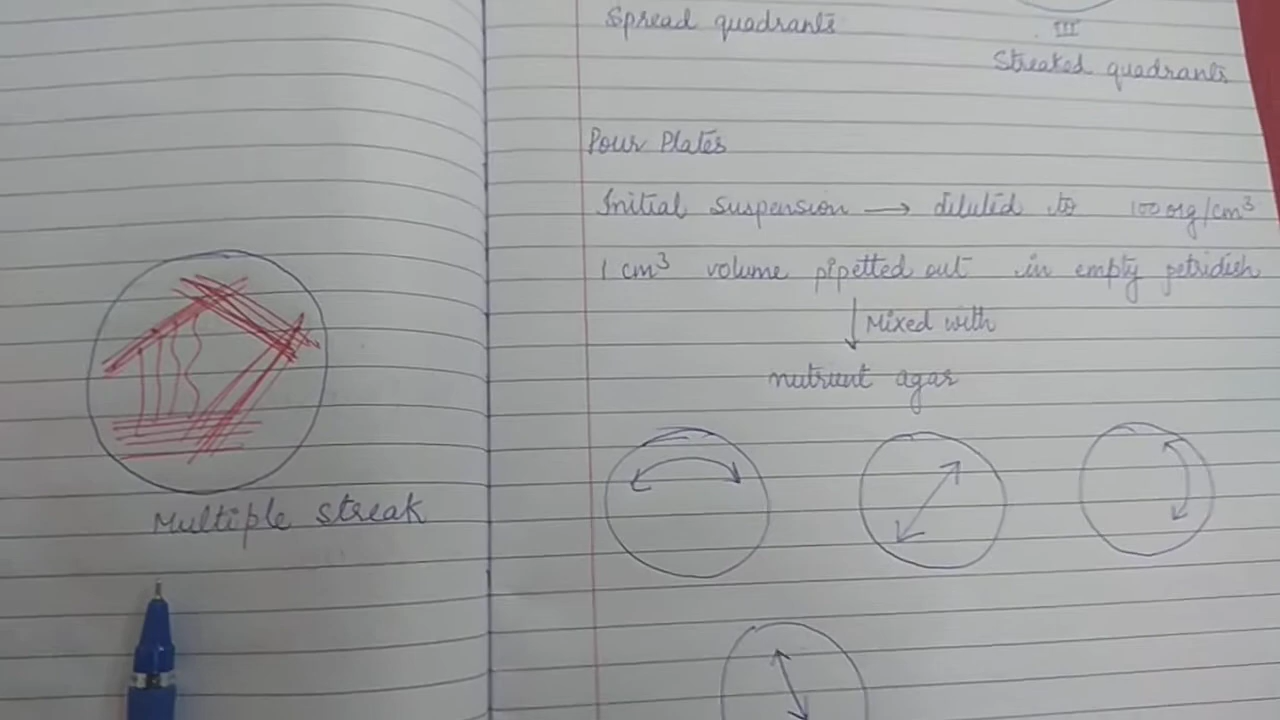 Spread quadrants
III
Streaked quadrants
Pour Plates
Initial Suspension → diluted to 100 org/cm³
1 cm³ volume pipetted out in empty petridish
Mixed with
nutrient agar
Multiple streak